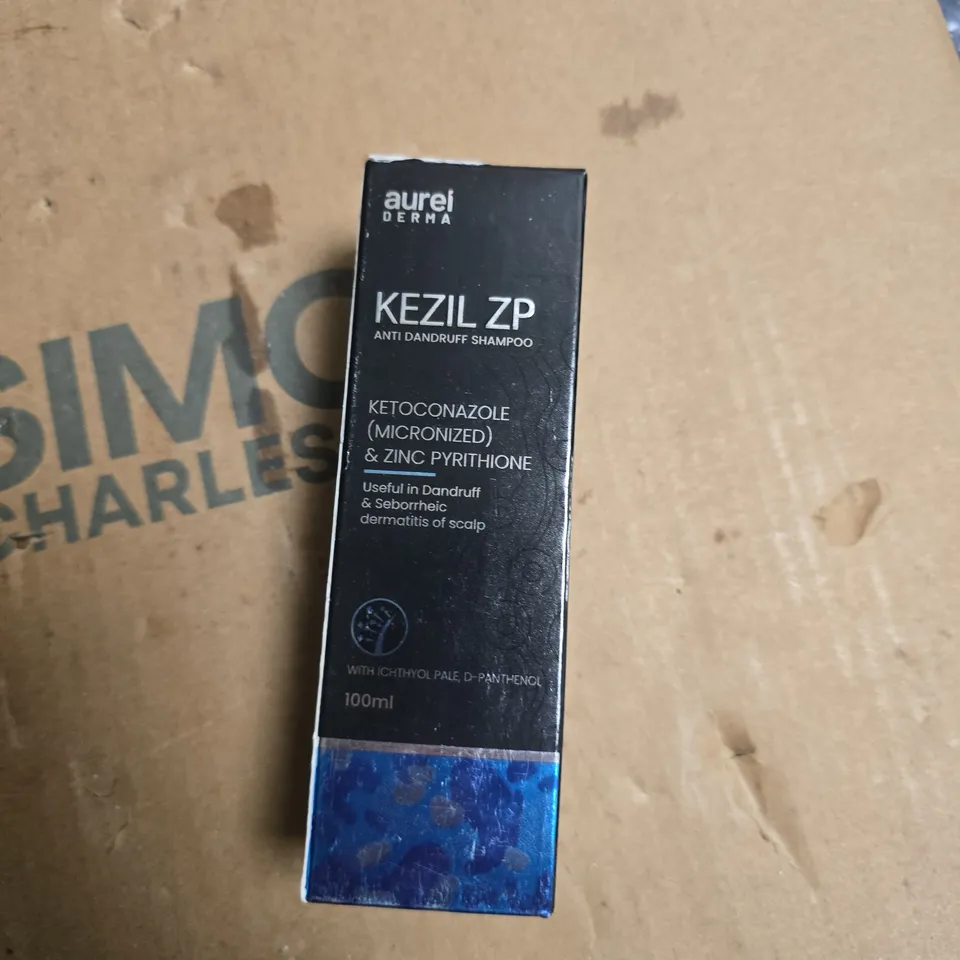 aurei
DERMA
KEZIL ZP
ANTI DANDRUFF SHAMPOO
KETOCONAZOLE
(MICRONIZED)
& ZINC PYRITHIONE
Useful in Dandruff
& Seborrheic
dermatitis of scalp
WITH ICHTHYOL PALE, D-PANTHENOL
100ml
SIMO
CHARLES